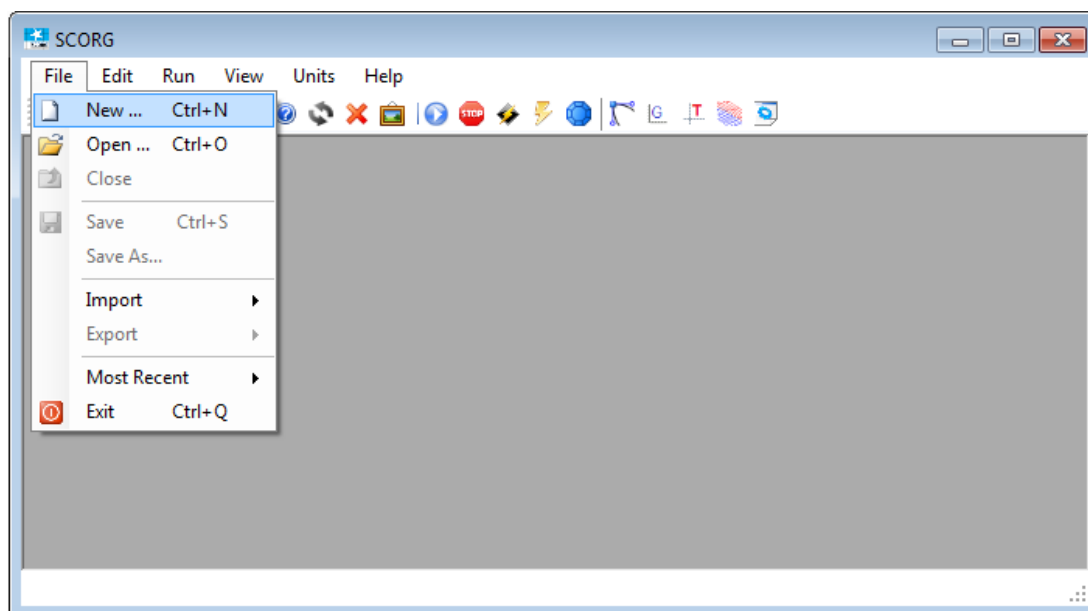 SCORG
File Edit Run View Units Help
New ... Ctrl+N
STOP G T
Open ... Ctrl+O
Close
Save Ctrl+S
Save As...
Import
Export
Most Recent
Exit Ctrl+Q